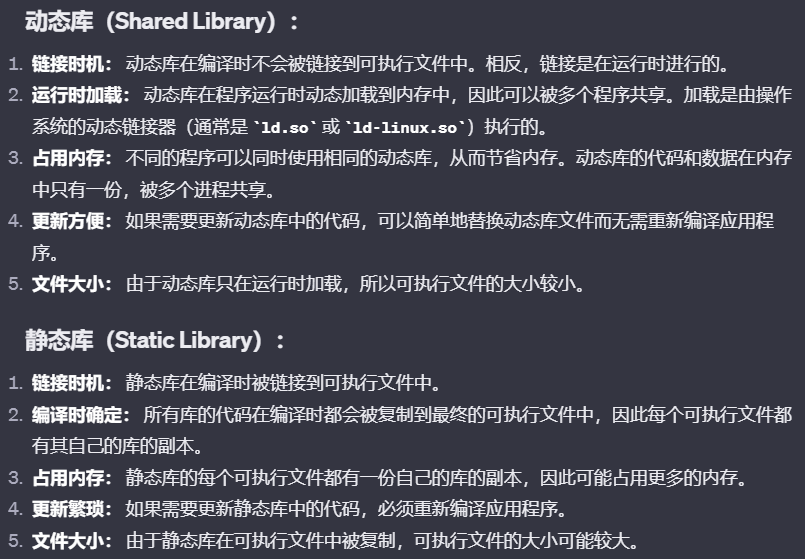 动态库（Shared Library）：
1. 链接时机： 动态库在编译时不会被链接到可执行文件中。相反，链接是在运行时进行的。
2. 运行时加载： 动态库在程序运行时动态加载到内存中，因此可以被多个程序共享。加载是由操作
系统的动态链接器（通常是 `ld.so` 或 `ld-linux.so`）执行的。
3. 占用内存： 不同的程序可以同时使用相同的动态库，从而节省内存。动态库的代码和数据在内存
中只有一份，被多个进程共享。
4. 更新方便： 如果需要更新动态库中的代码，可以简单地替换动态库文件而无需重新编译应用程
序。
5. 文件大小： 由于动态库只在运行时加载，所以可执行文件的大小较小。
静态库（Static Library）：
1. 链接时机： 静态库在编译时被链接到可执行文件中。
2. 编译时确定： 所有库的代码在编译时都会被复制到最终的可执行文件中，因此每个可执行文件都
有其自己的库的副本。
3. 占用内存： 静态库的每个可执行文件都有一份自己的库的副本，因此可能占用更多的内存。
4. 更新繁琐： 如果需要更新静态库中的代码，必须重新编译应用程序。
5. 文件大小： 由于静态库在可执行文件中被复制，可执行文件的大小可能较大。